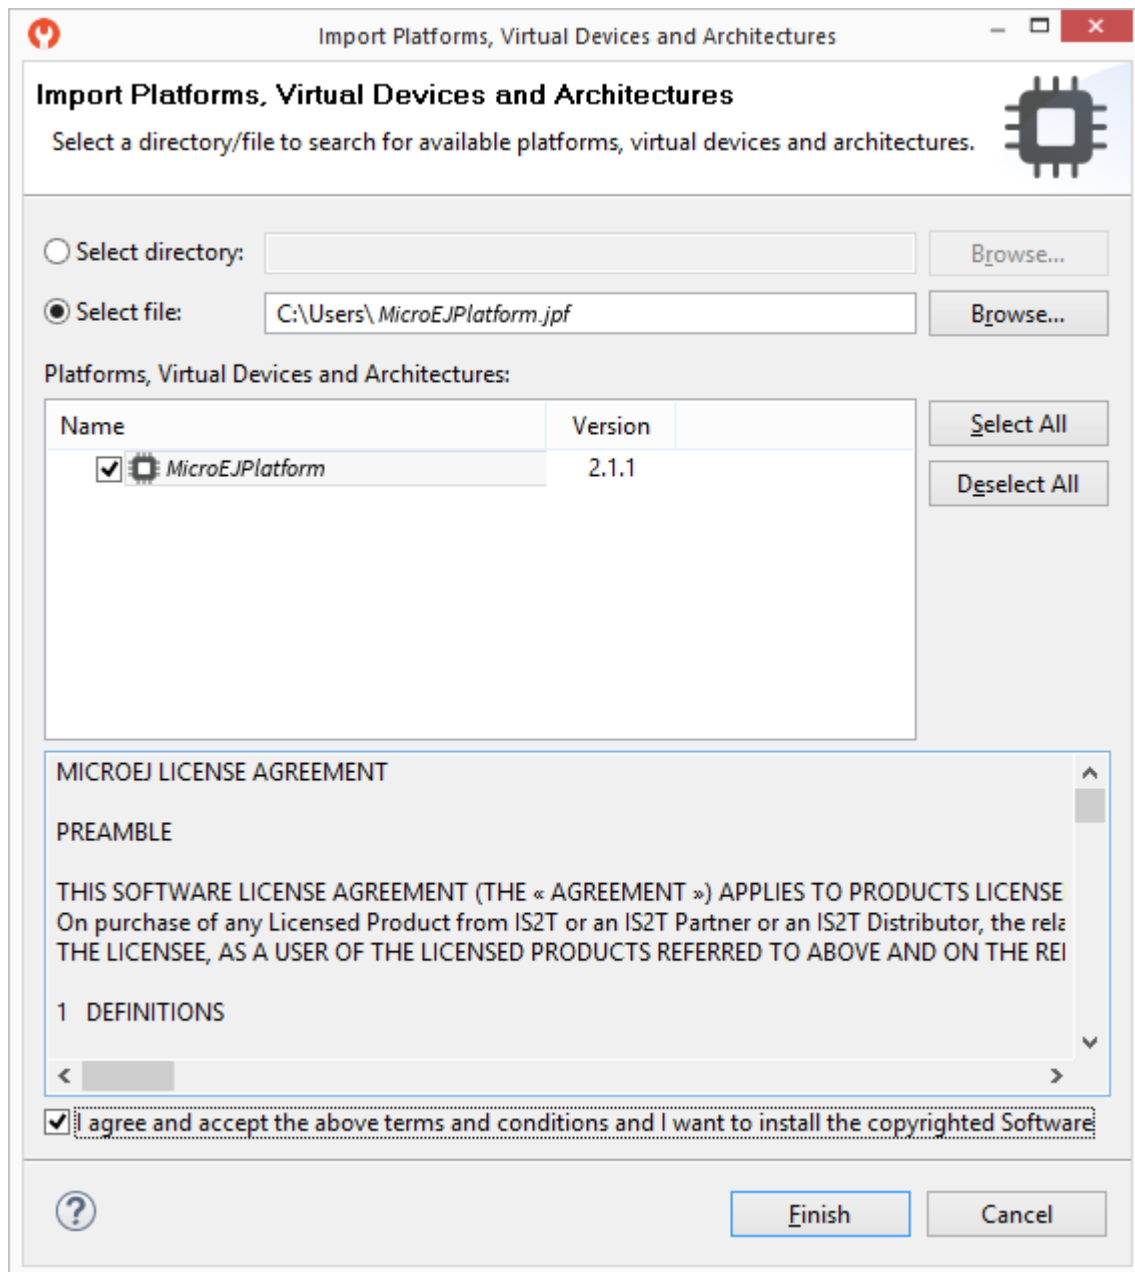 Import Platforms, Virtual Devices and Architectures
Import Platforms, Virtual Devices and Architectures
Select a directory/file to search for available platforms, virtual devices and architectures.
Select directory: Browse...
Select file: C:\Users\ MicroEJPlatform.jpf Browse...
Platforms, Virtual Devices and Architectures:
Name Version Select All
MicroEJPlatform 2.1.1
Deselect All
MICROEJ LICENSE AGREEMENT
PREAMBLE
THIS SOFTWARE LICENSE AGREEMENT (THE « AGREEMENT ») APPLIES TO PRODUCTS LICENSE
On purchase of any Licensed Product from IS2T or an IS2T Partner or an IS2T Distributor, the rela
THE LICENSEE, AS A USER OF THE LICENSED PRODUCTS REFERRED TO ABOVE AND ON THE REI
1 DEFINITIONS
I agree and accept the above terms and conditions and I want to install the copyrighted Software
Finish Cancel